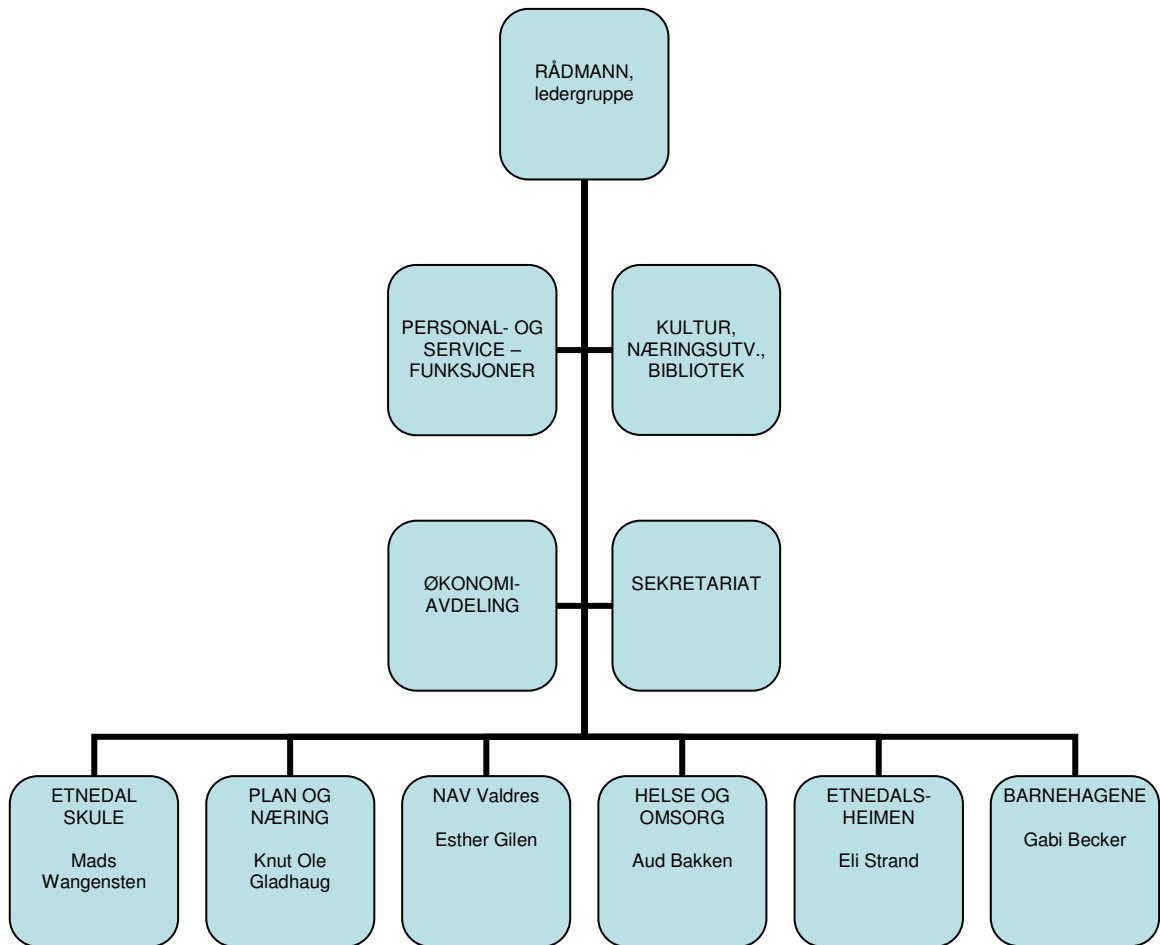 RÅDMANN,
ledergruppe
PERSONAL- OG
SERVICE –
FUNKSJONER
KULTUR,
NÆRINGSUTV.,
BIBLIOTEK
ØKONOMI-
AVDELING
SEKRETARIAT
ETNEDAL
SKULE
Mads
Wangensten
PLAN OG
NÆRING
Knut Ole
Gladhaug
NAV Valdres
Esther Gilen
HELSE OG
OMSORG
Aud Bakken
ETNEDALS-
HEIMEN
Eli Strand
BARNEHAGENE
Gabi Becker